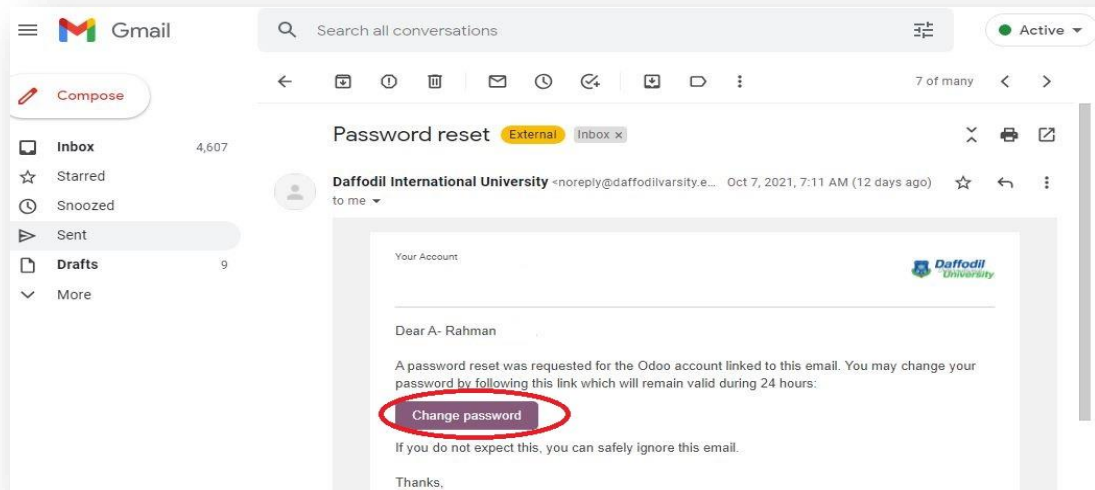 Gmail
Search all conversations
Active
Compose
7 of many
Password reset External Inbox x
Inbox 4,607
Starred
Snoozed
Sent
Drafts 9
More
Daffodil International University <noreply@daffodilvarsity.e... Oct 7, 2021, 7:11 AM (12 days ago)
to me
Your Account
Daffodil
University
Dear A- Rahman
A password reset was requested for the Odoo account linked to this email. You may change your
password by following this link which will remain valid during 24 hours:
Change password
If you do not expect this, you can safely ignore this email.
Thanks,